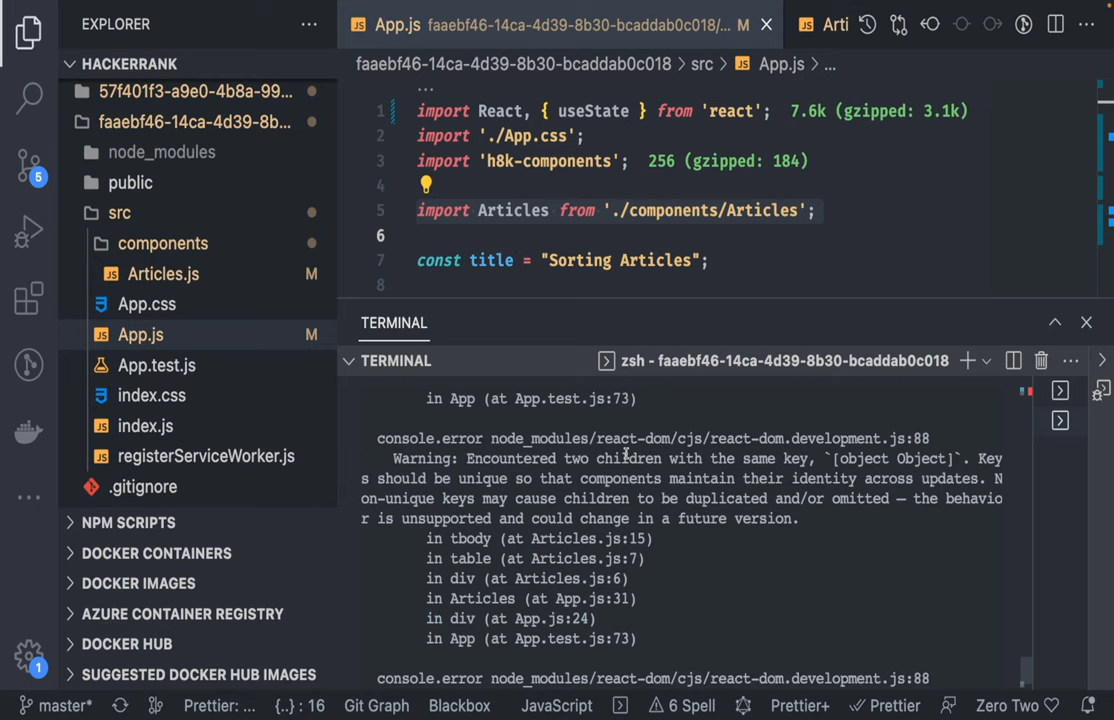 EXPLORER
HACKERRANK
57f401f3-a9e0-4b8a-99...
faaebf46-14ca-4d39-8b...
node_modules
public
src
components
JS Articles.js M
App.css
JS App.js M
App.test.js
index.css
JS index.js
JS registerServiceWorker.js
.gitignore
NPM SCRIPTS
DOCKER CONTAINERS
DOCKER IMAGES
AZURE CONTAINER REGISTRY
DOCKER HUB
SUGGESTED DOCKER HUB IMAGES
5
1
JS App.js faaebf46-14ca-4d39-8b30-bcaddab0c018/... M
JS Arti
faaebf46-14ca-4d39-8b30-bcaddab0c018 > src > JS App.js > ...
1 import React, { useState } from 'react'; 7.6k (gzipped: 3.1k)
2 import './App.css';
3 import 'h8k-components'; 256 (gzipped: 184)
4
5 import Articles from './components/Articles';
6
7 const title = "Sorting Articles";
8
TERMINAL
TERMINAL
zsh - faaebf46-14ca-4d39-8b30-bcaddab0c018
in App (at App.test.js:73)
console.error node_modules/react-dom/cjs/react-dom.development.js:88
Warning: Encountered two children with the same key, `[object Object]`. Key
s should be unique so that components maintain their identity across updates. N
on-unique keys may cause children to be duplicated and/or omitted — the behavio
r is unsupported and could change in a future version.
in tbody (at Articles.js:15)
in table (at Articles.js:7)
in div (at Articles.js:6)
in Articles (at App.js:31)
in div (at App.js:24)
in App (at App.test.js:73)
console.error node_modules/react-dom/cjs/react-dom.development.js:88
master* Prettier: ... {..} : 16 Git Graph Blackbox JavaScript 6 Spell Prettier+ Prettier Zero Two ♡